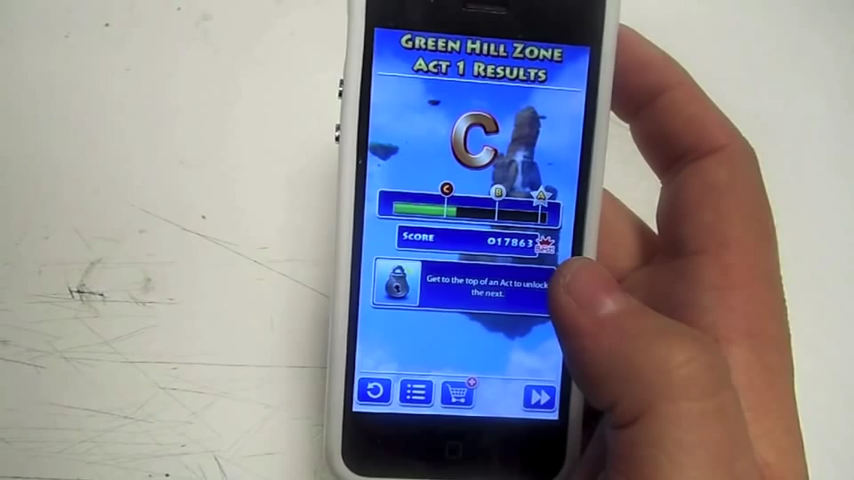 GREEN HILL ZONE
ACT 1 RESULTS
C
C B A
SCORE 017863
Get to the top of an Act to unlock
the next.